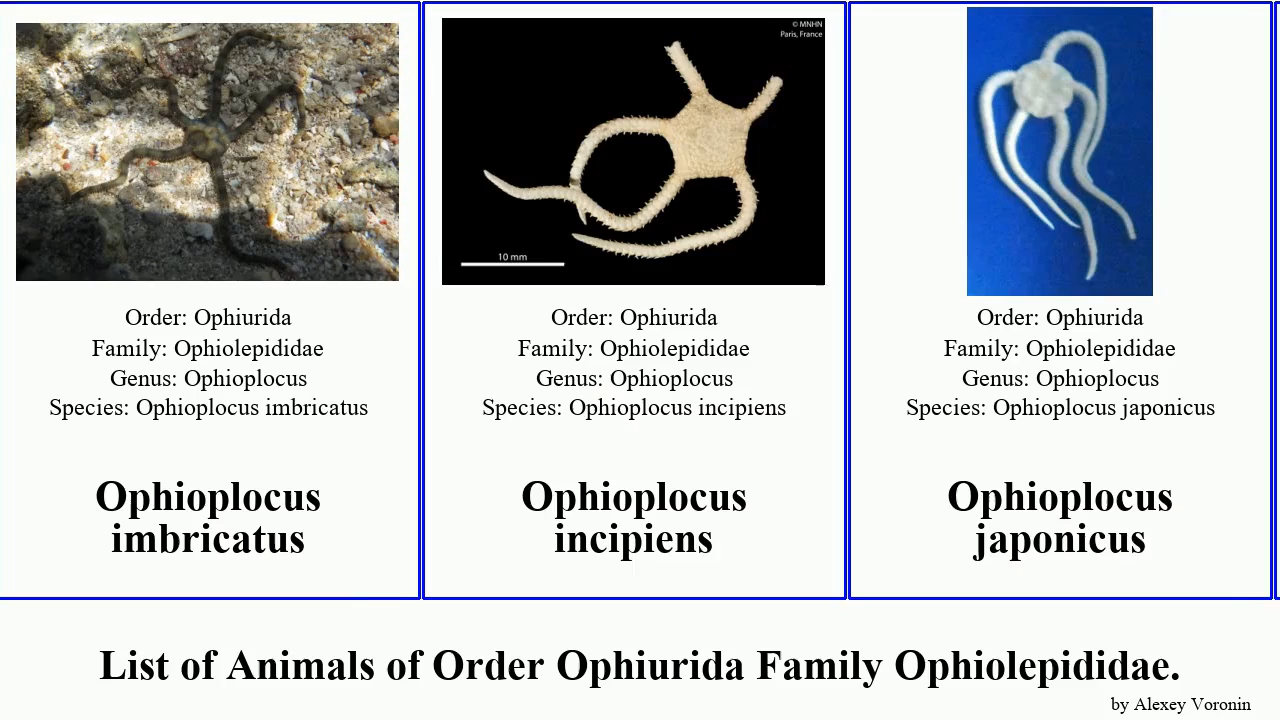 © MNHN
Paris, France
10 mm
Order: Ophiurida
Family: Ophiolepididae
Genus: Ophioplocus
Species: Ophioplocus imbricatus
Ophioplocus
imbricatus
Order: Ophiurida
Family: Ophiolepididae
Genus: Ophioplocus
Species: Ophioplocus incipiens
Ophioplocus
incipiens
Order: Ophiurida
Family: Ophiolepididae
Genus: Ophioplocus
Species: Ophioplocus japonicus
Ophioplocus
japonicus
List of Animals of Order Ophiurida Family Ophiolepididae.
by Alexey Voronin